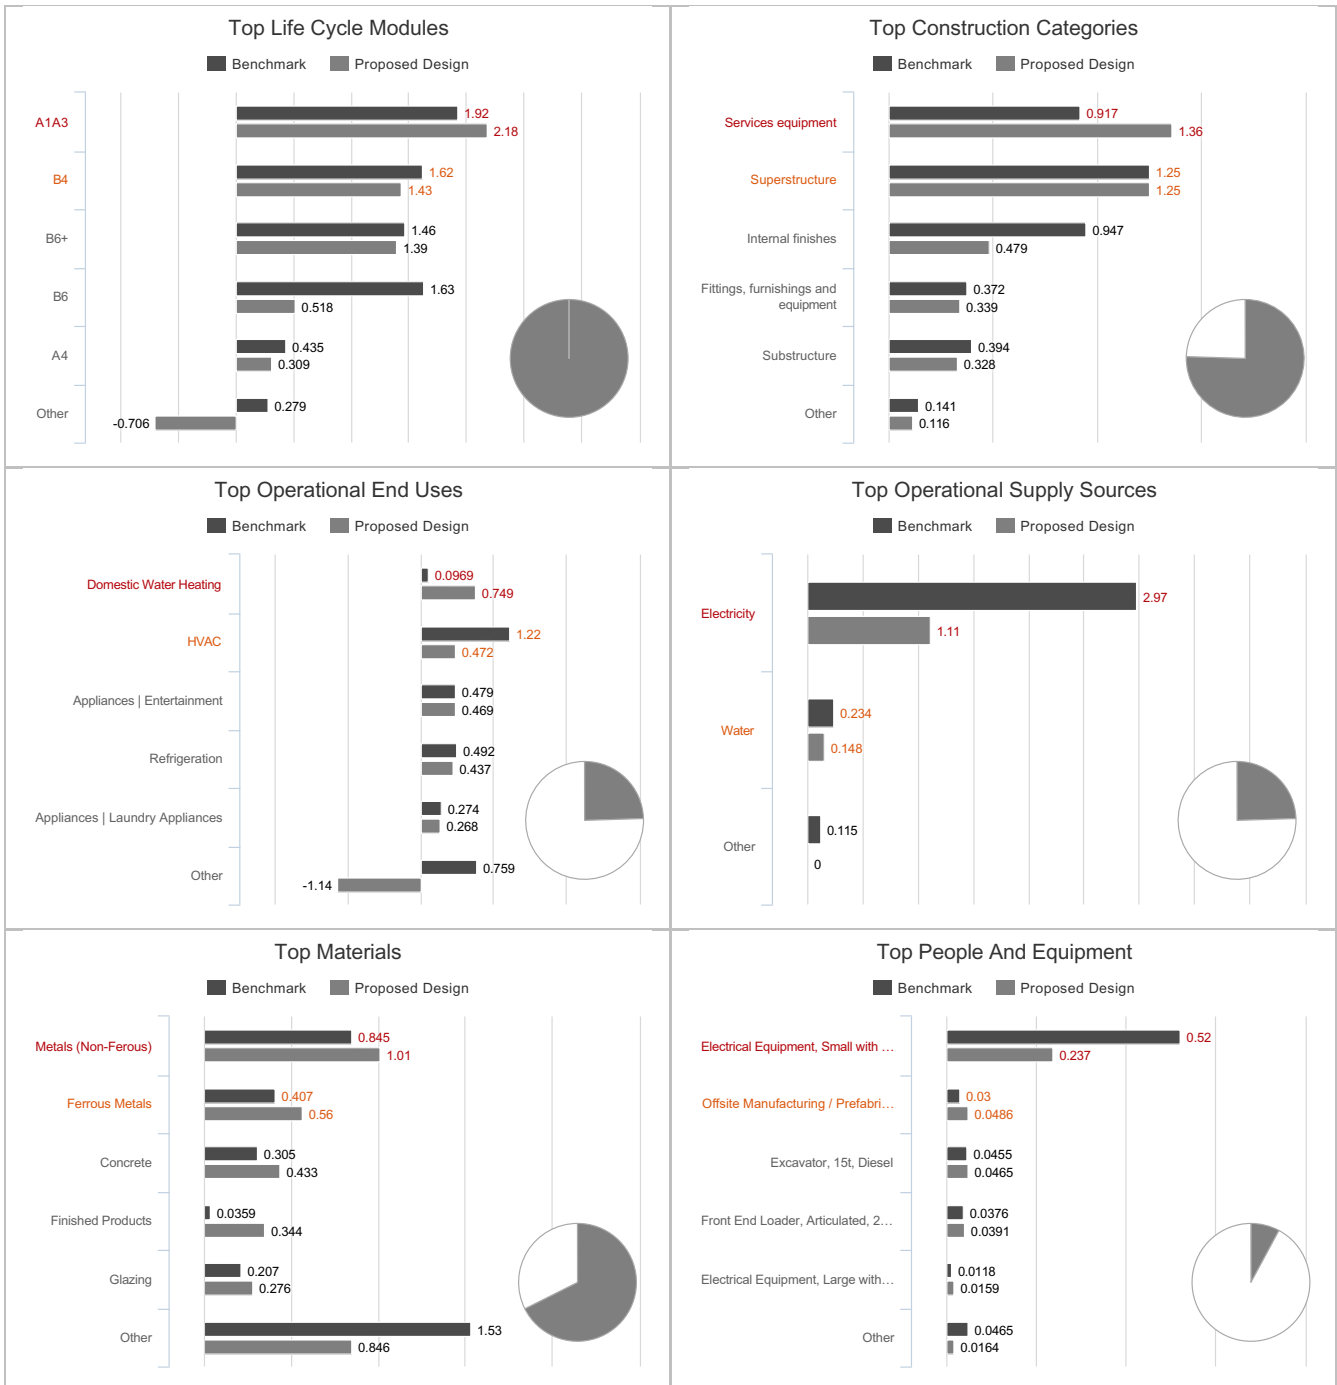 Top Life Cycle Modules
Benchmark
Proposed Design
A1A3
1.92
2.18
B4
1.62
1.43
B6+
1.46
1.39
B6
1.63
0.518
A4
0.435
0.309
Other
0.279
-0.706
Top Construction Categories
Benchmark
Proposed Design
Services equipment
0.917
1.36
Superstructure
1.25
1.25
Internal finishes
0.947
0.479
Fittings, furnishings and
equipment
0.372
0.339
Substructure
0.394
0.328
Other
0.141
0.116
Top Operational End Uses
Benchmark
Proposed Design
Domestic Water Heating
0.0969
0.749
HVAC
1.22
0.472
Appliances | Entertainment
0.479
0.469
Refrigeration
0.492
0.437
Appliances | Laundry Appliances
0.274
0.268
Other
0.759
-1.14
Top Operational Supply Sources
Benchmark
Proposed Design
Electricity
2.97
1.11
Water
0.234
0.148
Other
0.115
0
Top Materials
Benchmark
Proposed Design
Metals (Non-Ferous)
0.845
1.01
Ferrous Metals
0.407
0.56
Concrete
0.305
0.433
Finished Products
0.0359
0.344
Glazing
0.207
0.276
Other
1.53
0.846
Top People And Equipment
Benchmark
Proposed Design
Electrical Equipment, Small with …
0.52
0.237
Offsite Manufacturing / Prefabri…
0.03
0.0486
Excavator, 15t, Diesel
0.0455
0.0465
Front End Loader, Articulated, 2…
0.0376
0.0391
Electrical Equipment, Large with…
0.0118
0.0159
Other
0.0465
0.0164